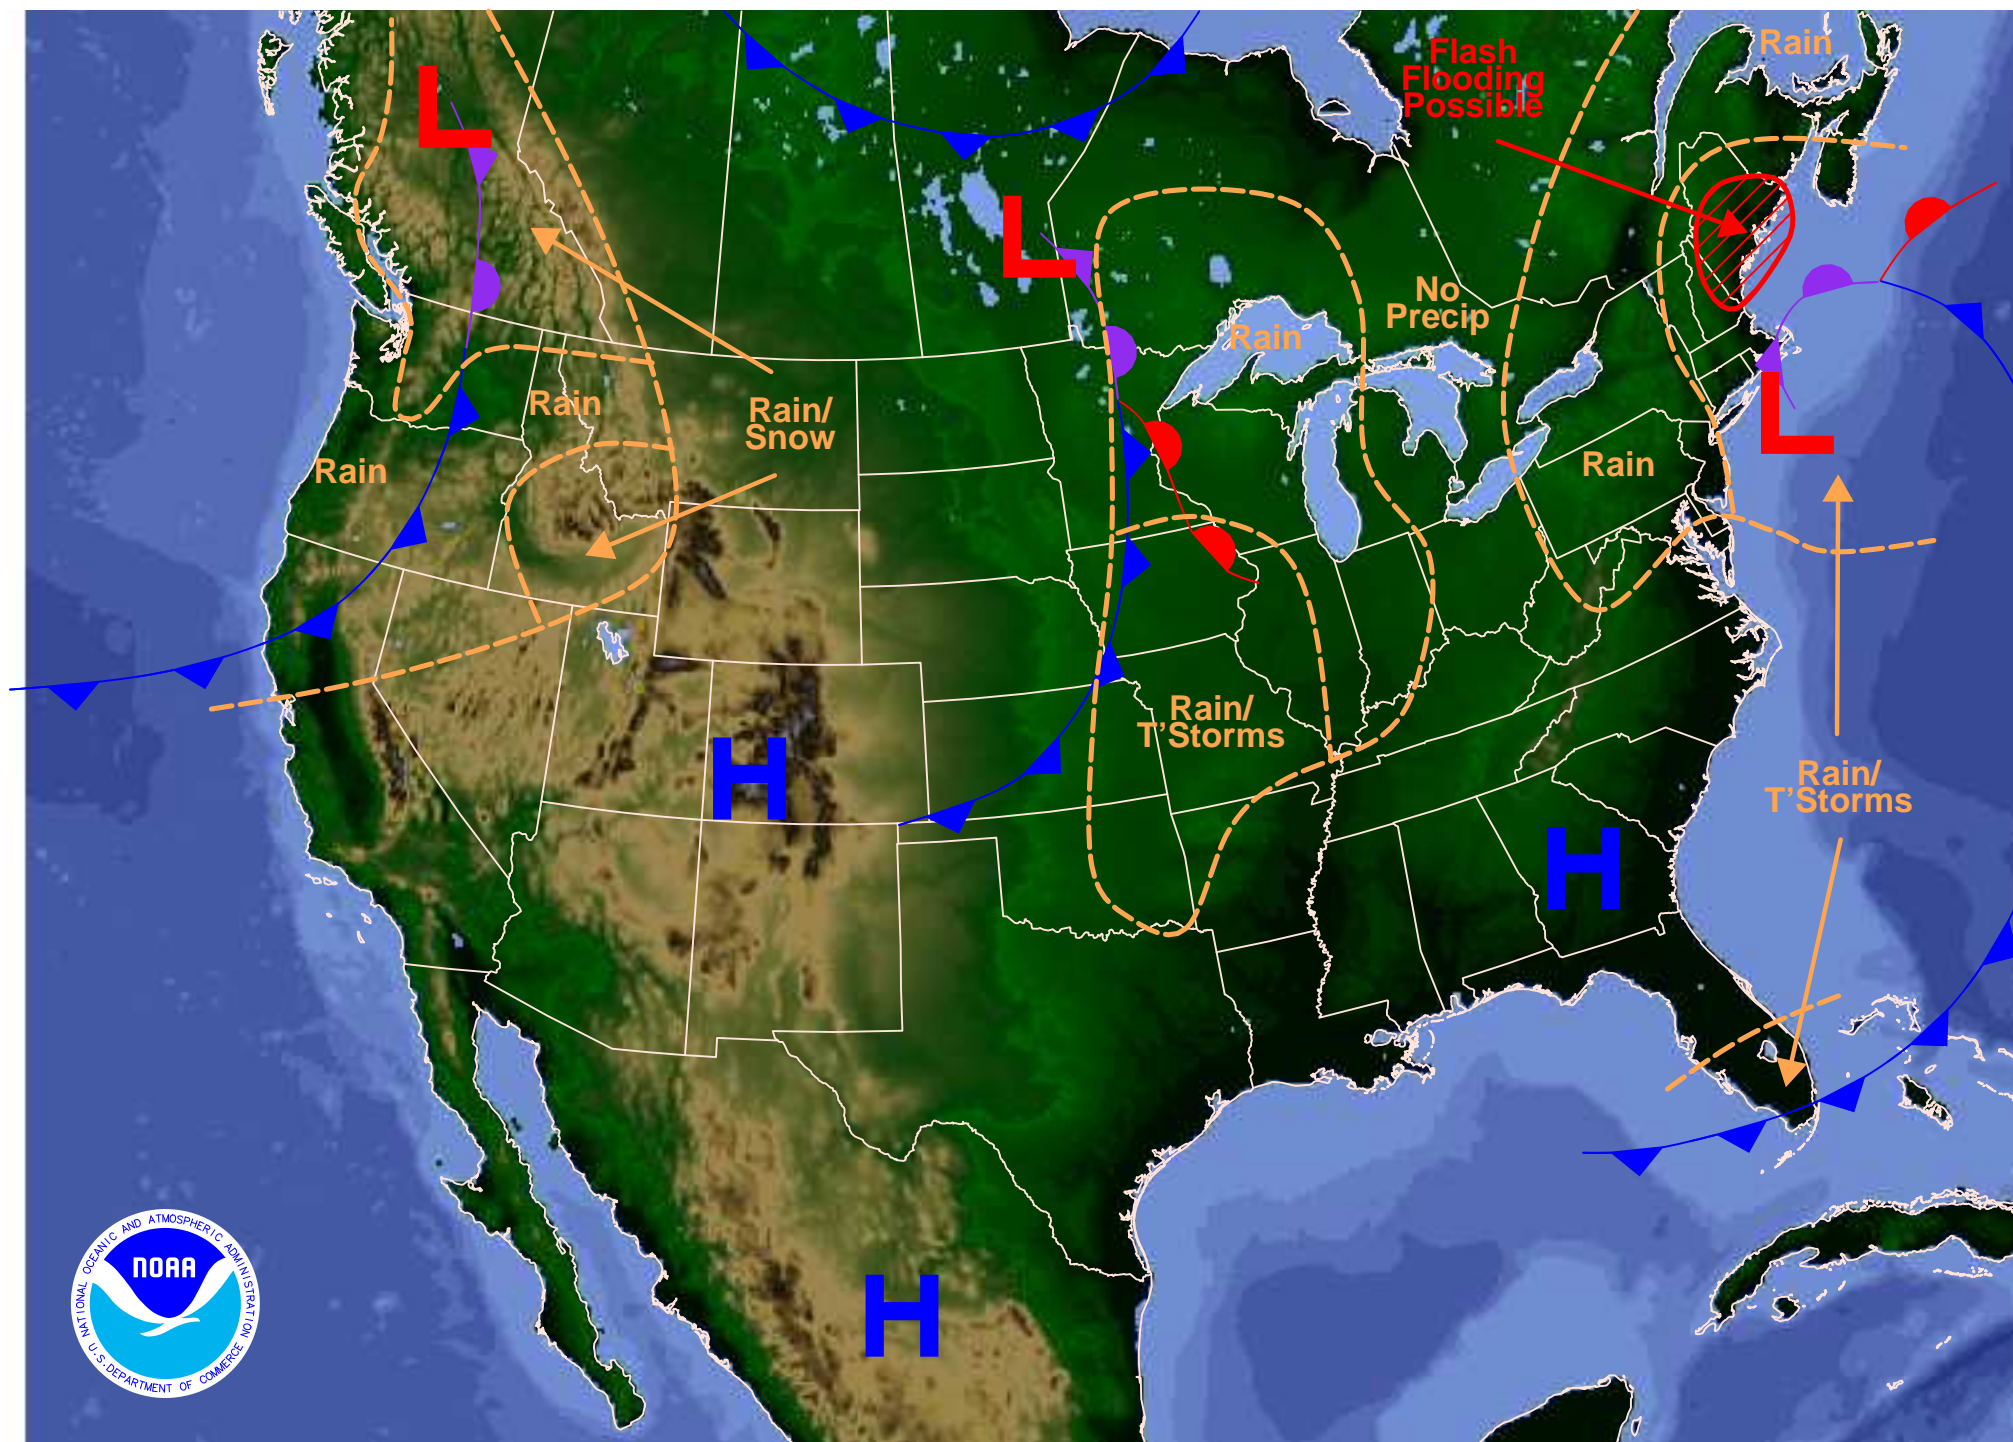 Flash
Flooding
Possible
Rain
L
L
No
Precip
Rain
Rain
Rain/
Snow
L
Rain
Rain
Rain/
T'Storms
H
Rain/
T'Storms
H
H
NATIONAL OCEANIC AND ATMOSPHERIC ADMINISTRATION
NOAA
U.S. DEPARTMENT OF COMMERCE